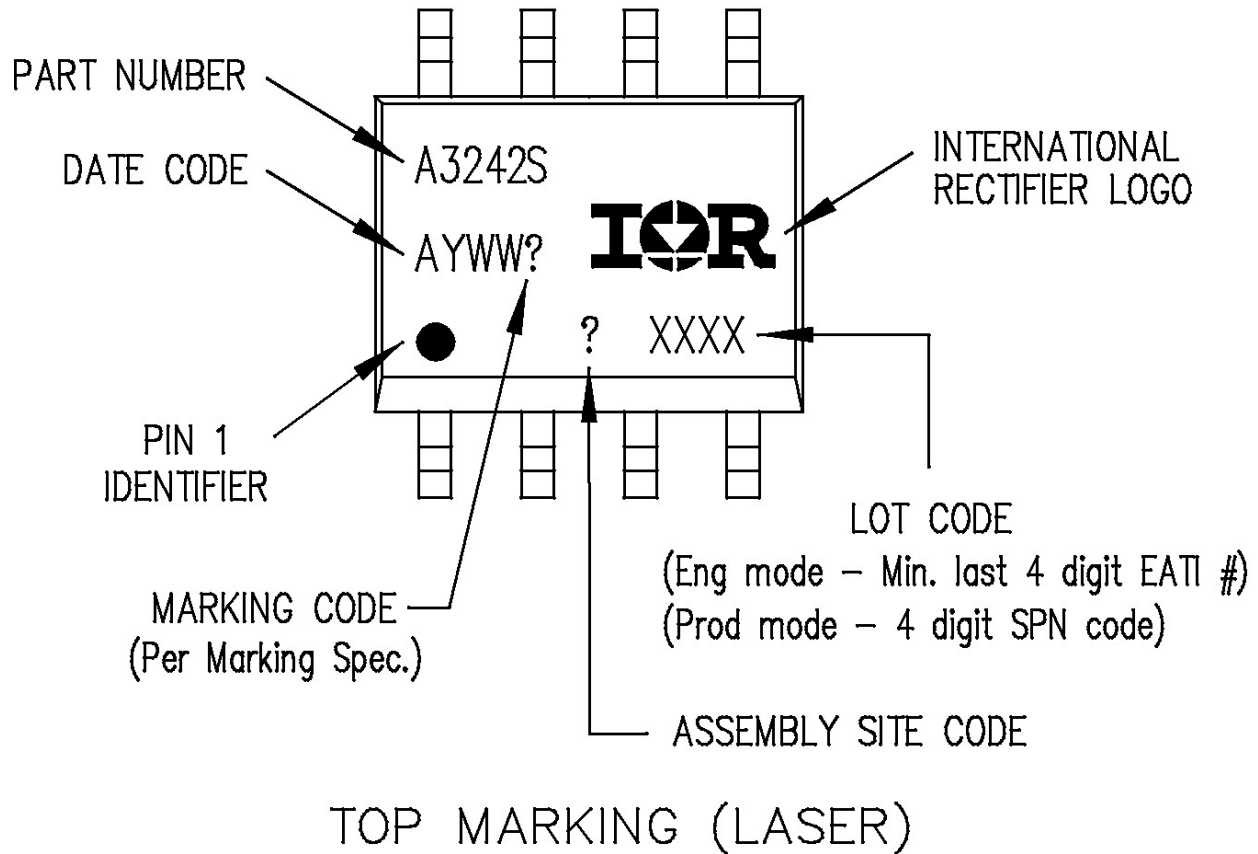 PART NUMBER
DATE CODE
A3242S
AYWW?
IOR
INTERNATIONAL
RECTIFIER LOGO
? XXXX
PIN 1
IDENTIFIER
LOT CODE
(Eng mode – Min. last 4 digit EATI #)
(Prod mode – 4 digit SPN code)
MARKING CODE
(Per Marking Spec.)
ASSEMBLY SITE CODE
TOP MARKING (LASER)